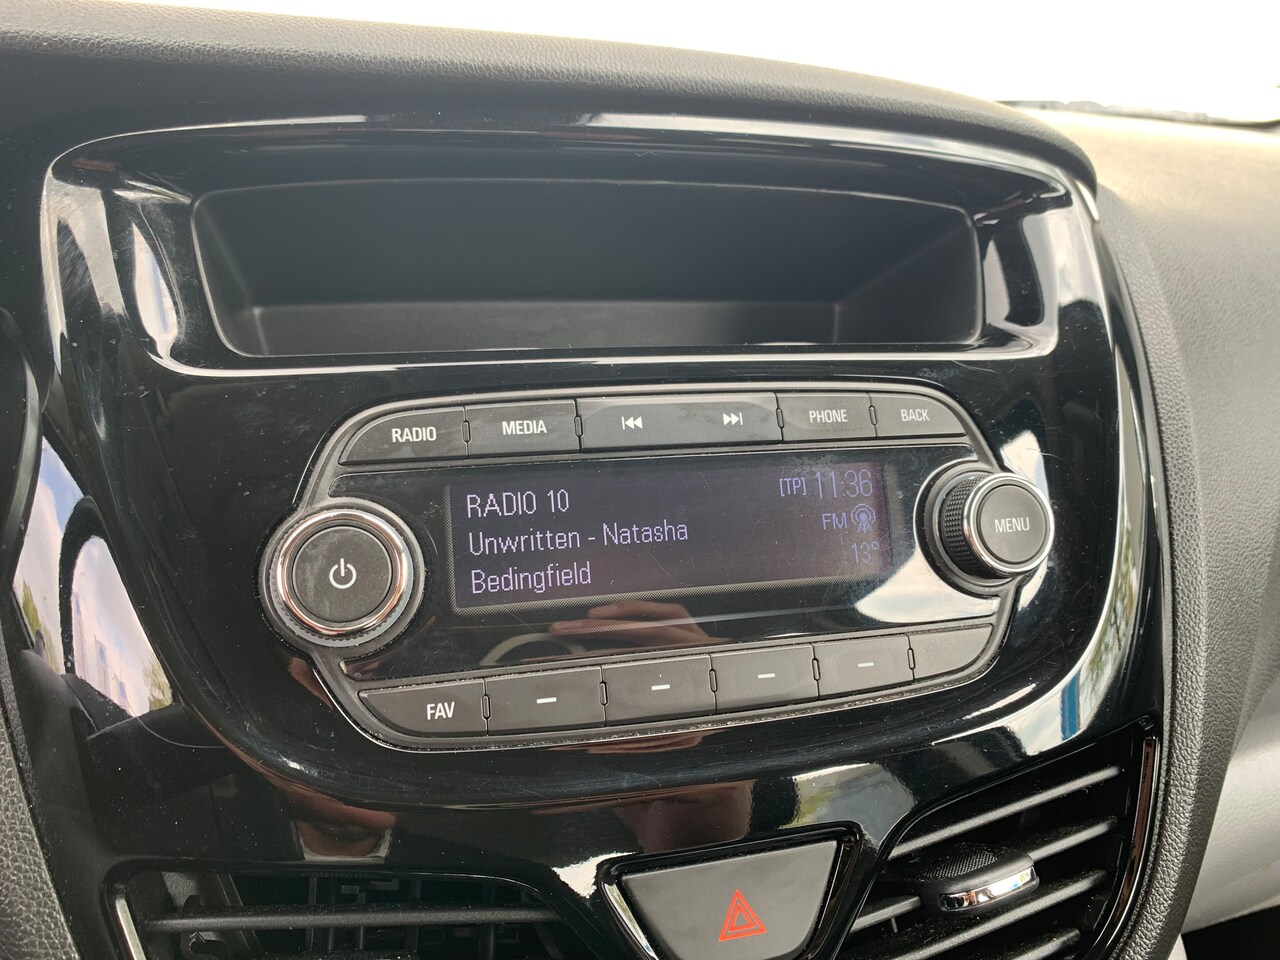 RADIO MEDIA PHONE BACK
RADIO 10 [TP] 11:36
Unwritten - Natasha FM
Bedingfield 13°
MENU
FAV